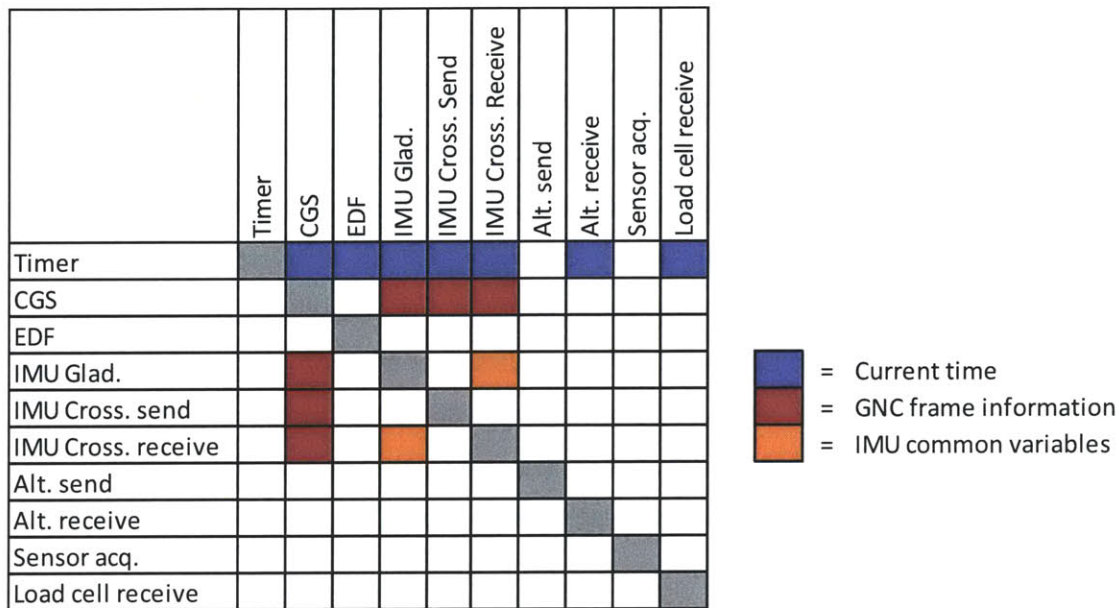 Timer
CGS
EDF
IMU Glad.
IMU Cross. Send
IMU Cross. Receive
Alt. send
Alt. receive
Sensor acq.
Load cell receive
Timer
CGS
EDF
IMU Glad.
IMU Cross. send
IMU Cross. receive
Alt. send
Alt. receive
Sensor acq.
Load cell receive
= Current time
= GNC frame information
= IMU common variables